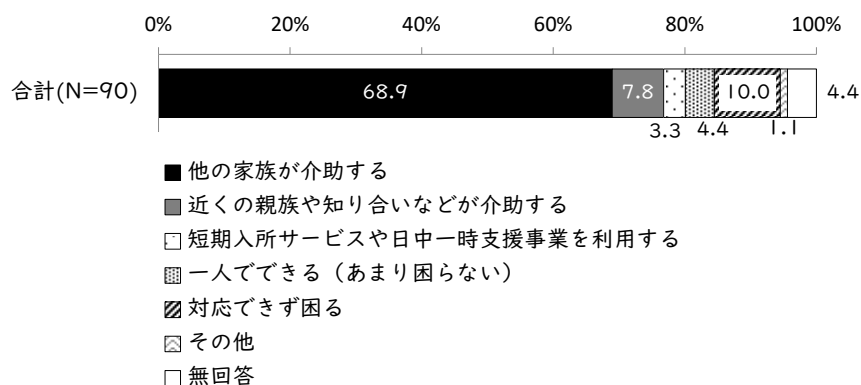 0% 20% 40% 60% 80% 100%
合計(N=90) 68.9 7.8 10.0 4.4
3.3 4.4 1.1
他の家族が介助する
近くの親族や知り合いなどが介助する
短期入所サービスや日中一時支援事業を利用する
一人でできる（あまり困らない）
対応できず困る
その他
無回答